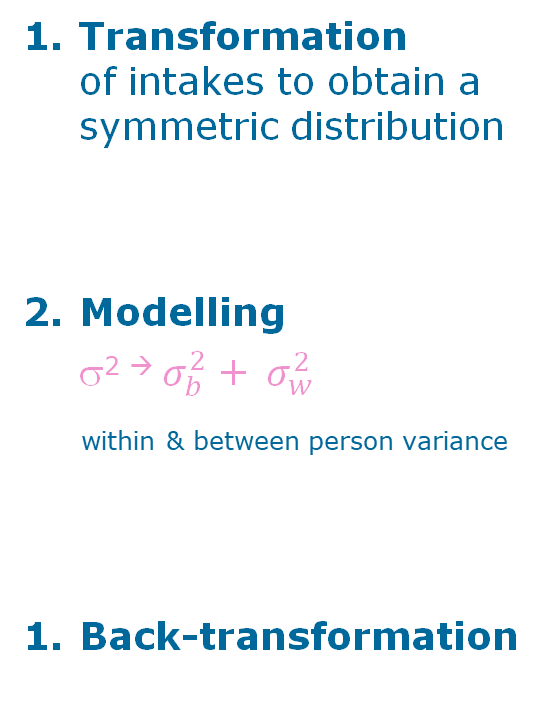 1. Transformation
of intakes to obtain a
symmetric distribution
2. Modelling
σ² → σ_b² + σ_w²
within & between person variance
1. Back-transformation